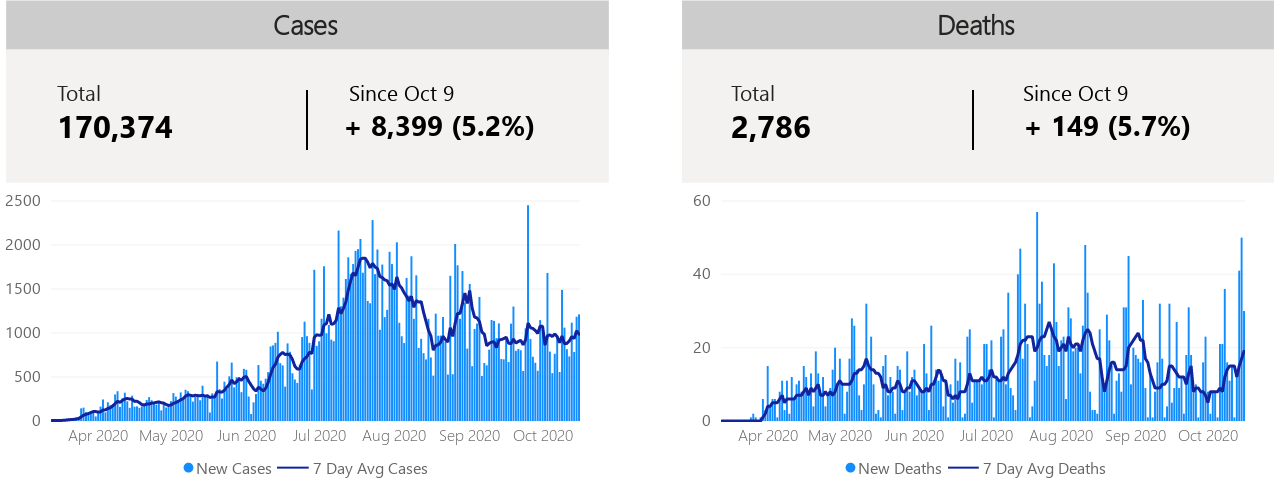 Cases
Total
170,374
Since Oct 9
+ 8,399 (5.2%)
2500
2000
1500
1000
500
0
Apr 2020 May 2020 Jun 2020 Jul 2020 Aug 2020 Sep 2020 Oct 2020
New Cases 7 Day Avg Cases
Deaths
Total
2,786
Since Oct 9
+ 149 (5.7%)
60
40
20
0
Apr 2020 May 2020 Jun 2020 Jul 2020 Aug 2020 Sep 2020 Oct 2020
New Deaths 7 Day Avg Deaths